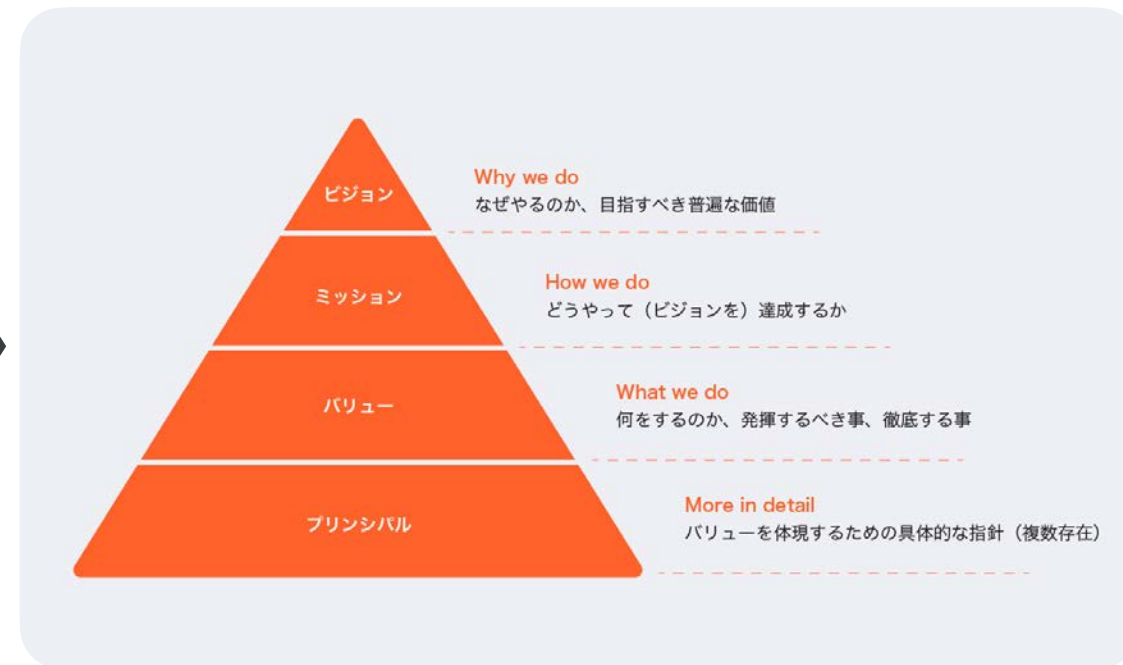 ビジョン
Why we do
なぜやるのか、目指すべき普遍な価値
ミッション
How we do
どうやって（ビジョンを）達成するか
バリュー
What we do
何をするのか、発揮するべき事、徹底する事
プリンシパル
More in detail
バリューを体現するための具体的な指針（複数存在）